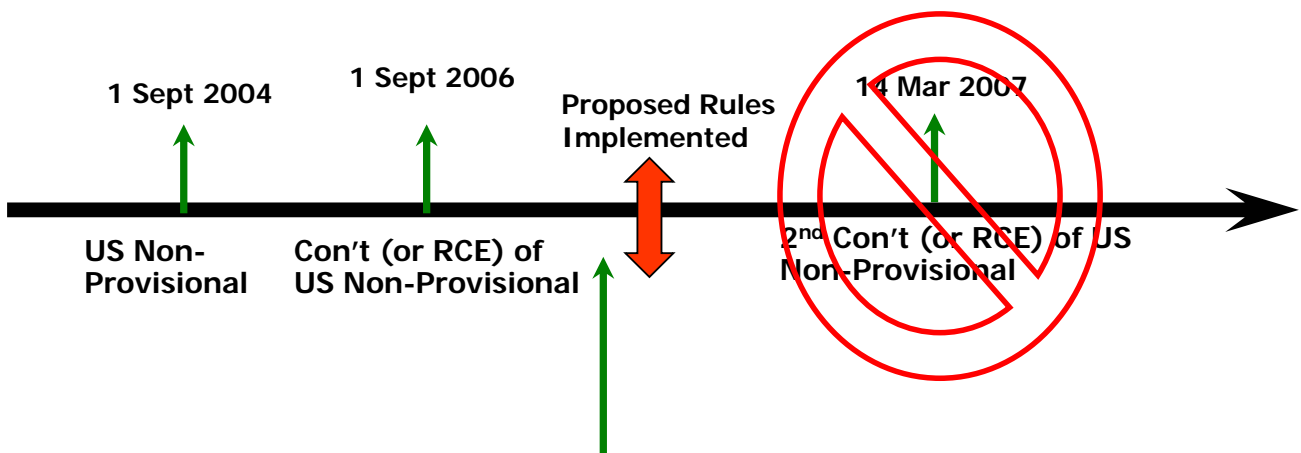 1 Sept 2004
1 Sept 2006
Proposed Rules
Implemented
14 Mar 2007
US Non-
Provisional
Con't (or RCE) of
US Non-Provisional
2nd Con't (or RCE) of US
Non-Provisional